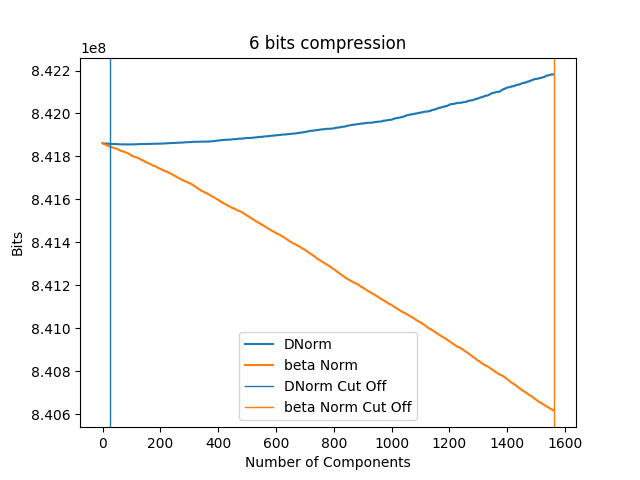 6 bits compression
1e8
8.422
8.420
8.418
8.416
8.414
8.412
8.410
8.408
8.406
Bits
DNorm
beta Norm
DNorm Cut Off
beta Norm Cut Off
0 200 400 600 800 1000 1200 1400 1600
Number of Components